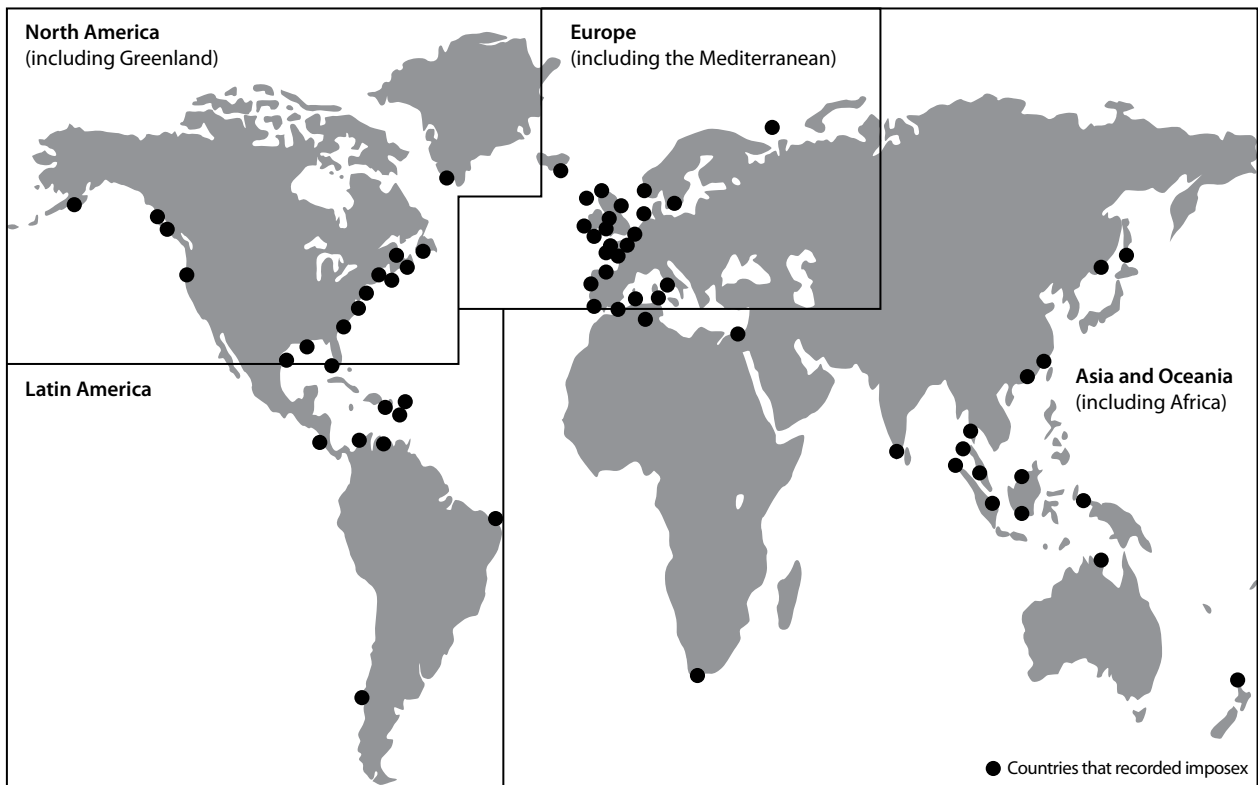 North America
(including Greenland)
Europe
(including the Mediterranean)
Latin America
Asia and Oceania
(including Africa)
Countries that recorded imposex